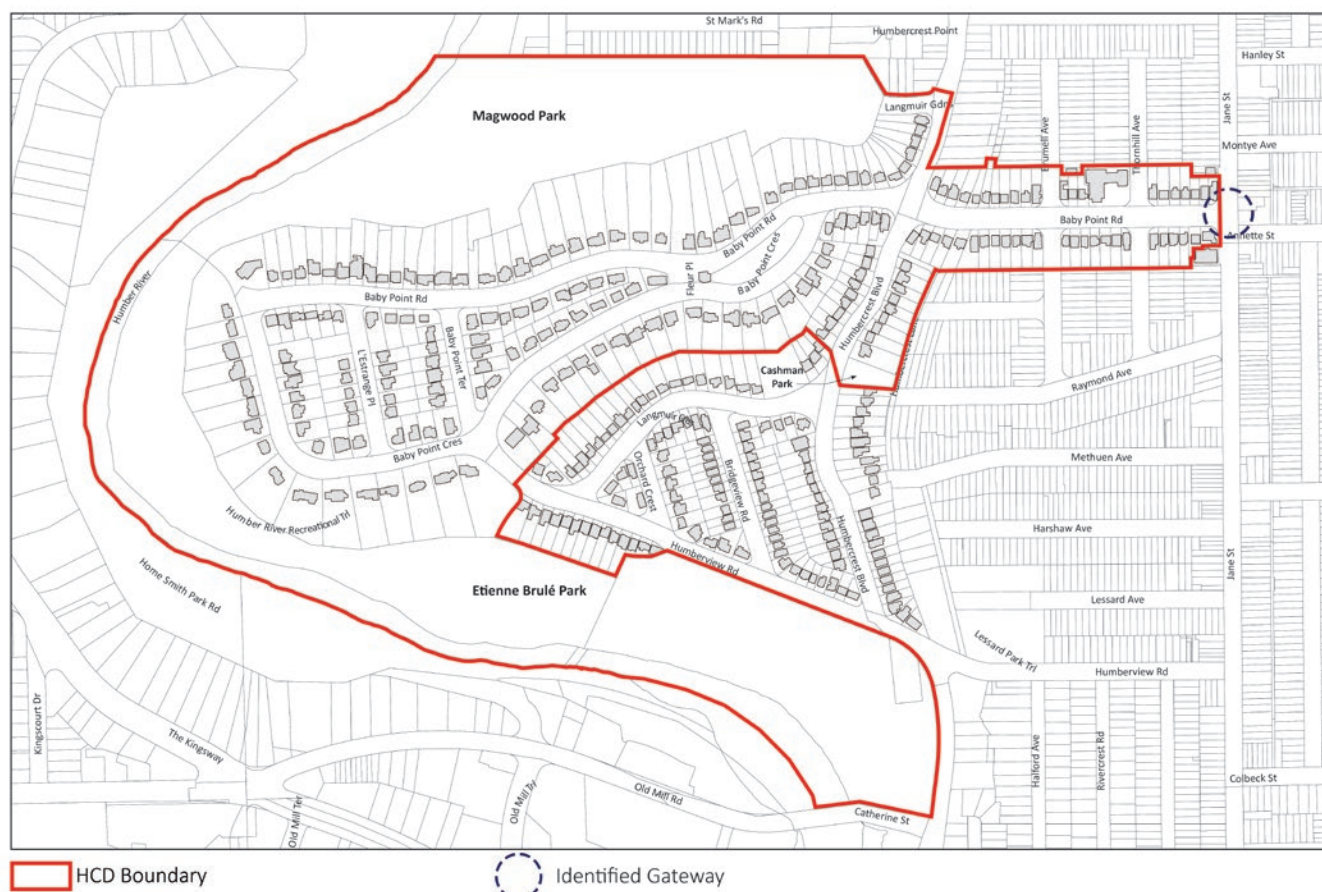 St Mark's Rd
Humbercrest Point
Hanley St
Jane St
Magwood Park
Langmuir Gdns
Brumell Ave
Thornhill Ave
Montye Ave
Baby Point Rd
Annette St
Baby Point Rd
Baby Point Cres
Fleur Pl
Humber River
Baby Point Rd
Humbercrest Blvd
Baby Point Ter
L'Estrange Pl
Cashman
Park
Humbercrest Lane
Raymond Ave
Langmuir Gdns
Baby Point Cres
Methuen Ave
Orchard Crest
Bridgeview Rd
Humber River Recreational Trl
Humbercrest Blvd
Harshaw Ave
Jane St
Humberview Rd
Home Smith Park Rd
Etienne Brulé Park
Lessard Ave
Lessard Park Trl
Humberview Rd
Kingscourt Dr
The Kingsway
Halford Ave
Rivercrest Rd
Colbeck St
Old Mill Ter
Old Mill Trl
Old Mill Rd
Catherine St
HCD Boundary
Identified Gateway